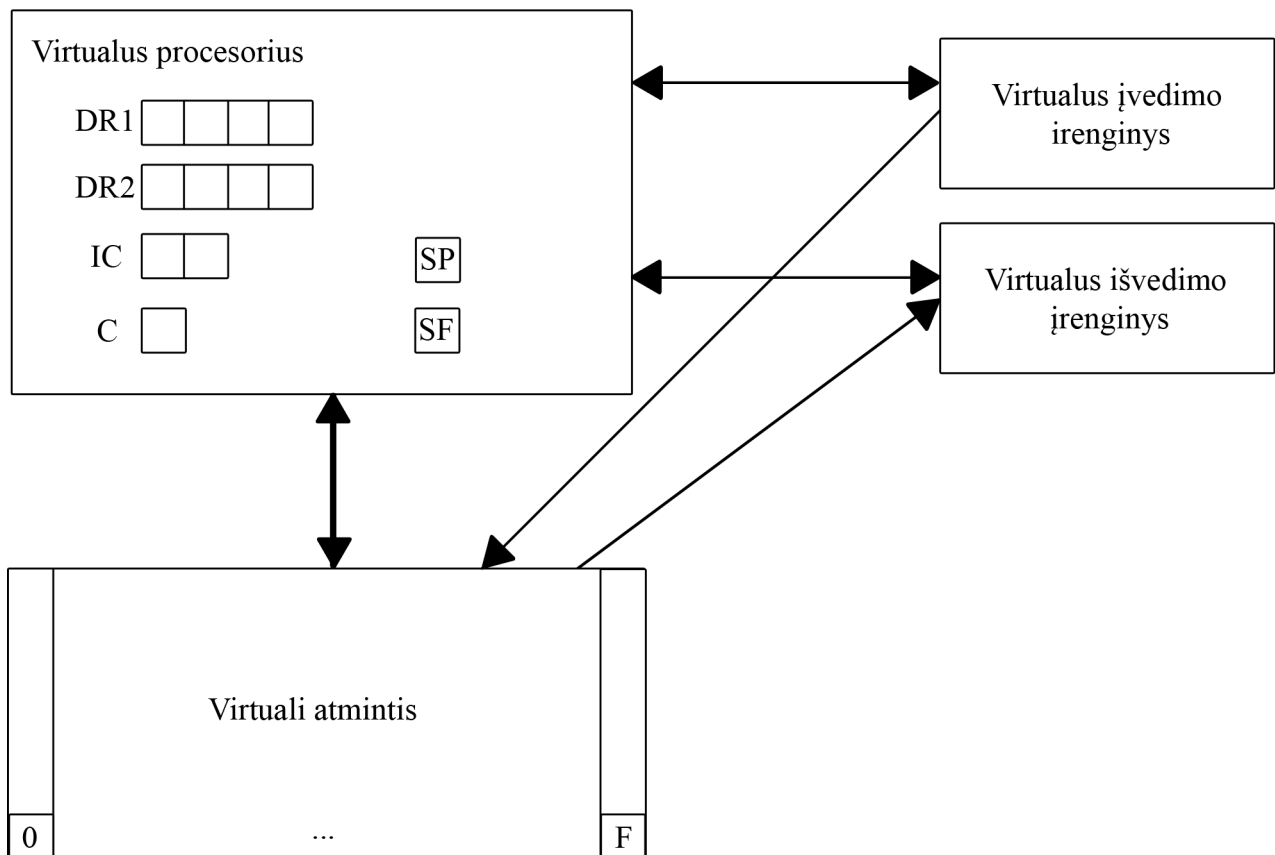 Virtualus procesorius
DR1
DR2
IC
SP
C
SF
Virtualus įvedimo
irenginys
Virtualus išvedimo
įrenginys
Virtuali atmintis
0
...
F